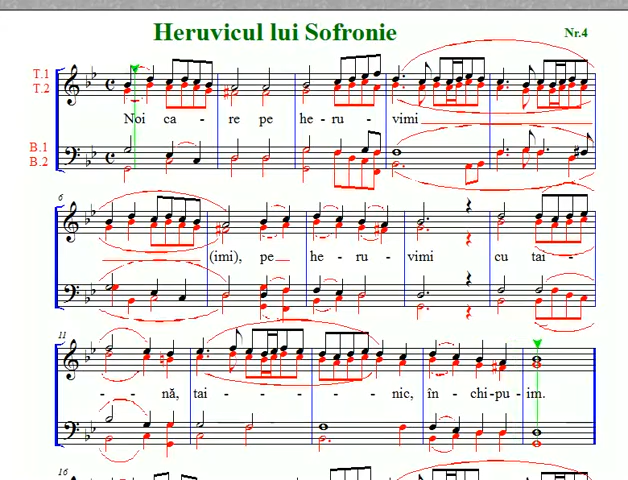 Heruvicul lui Sofronie
Nr.4
T.1
T.2
Noi ca - re pe he - ru - vimi
B.1
B.2
6
(imi), pe he - ru - vimi cu tai -
11
- - nă, tai - - - - nic, în - chi - pu - im.
16